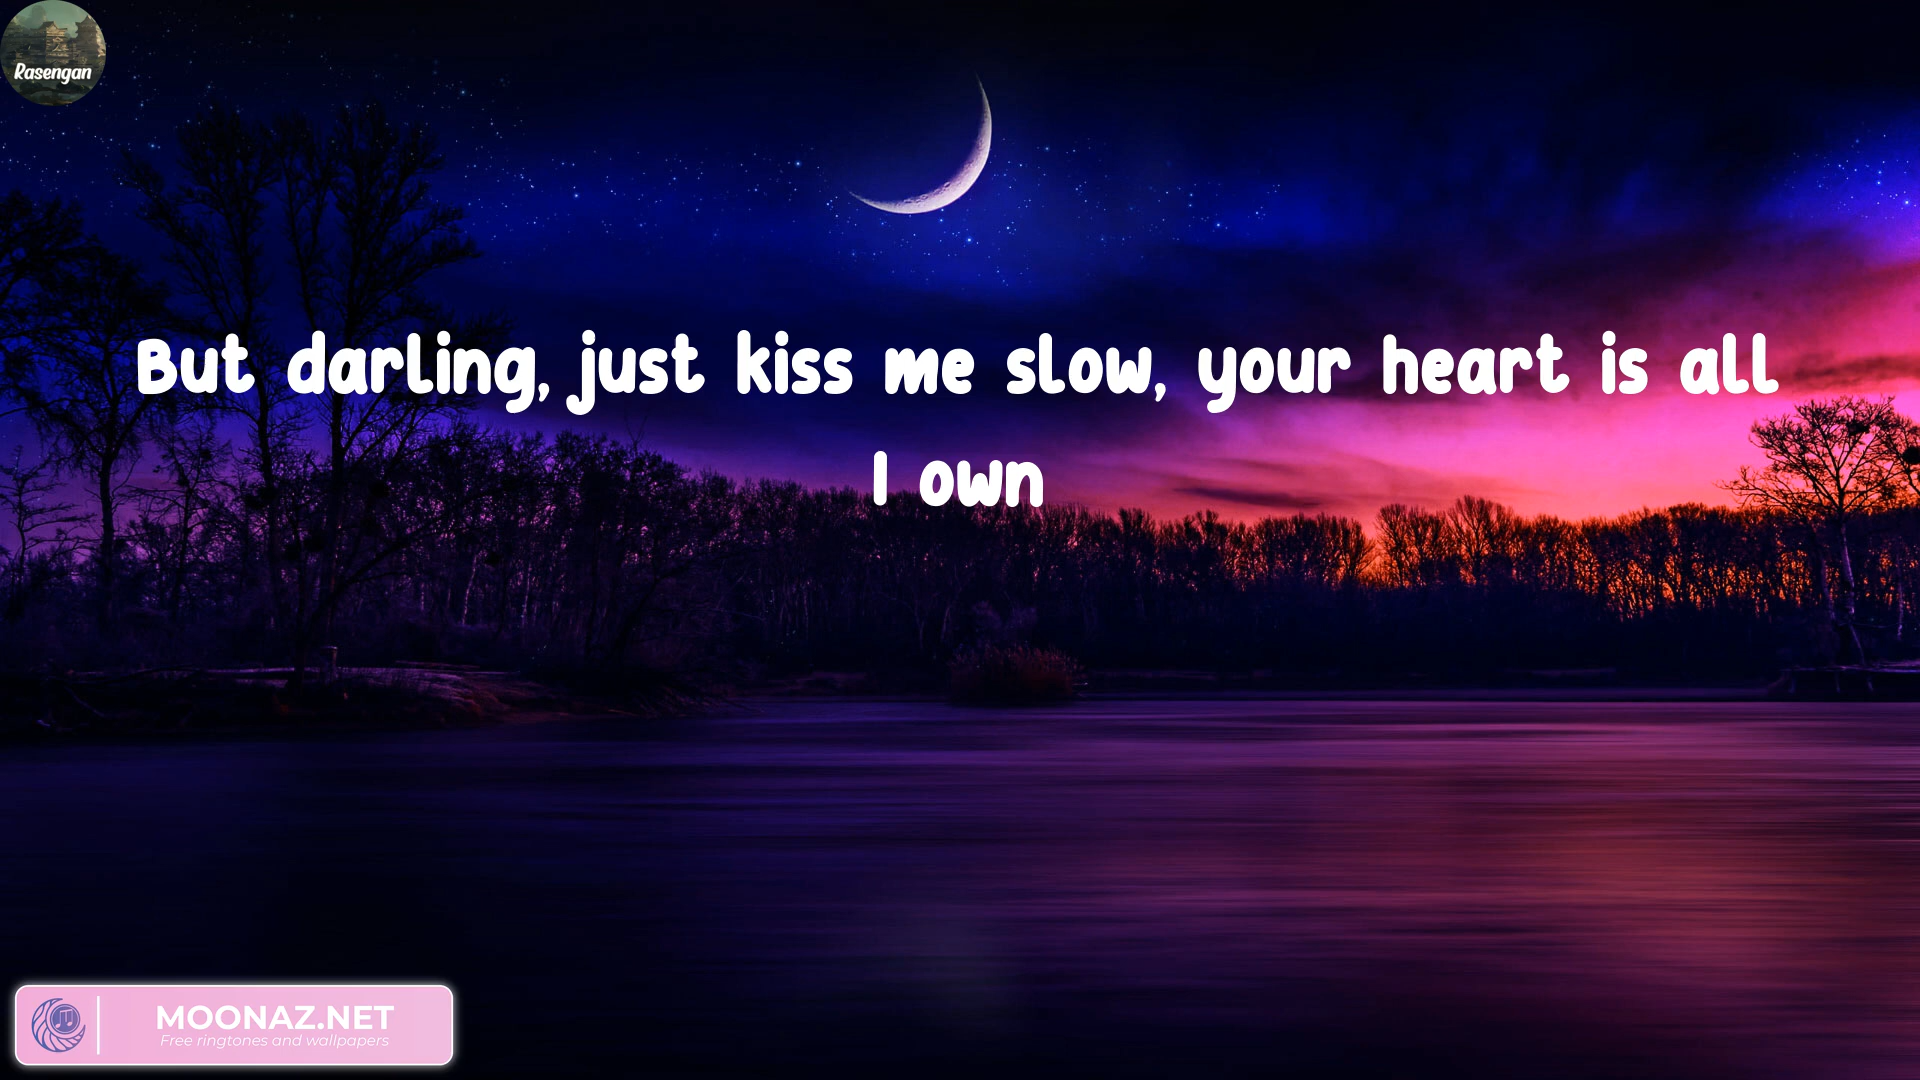 Rasengan
But darling, just kiss me slow, your heart is all
I own
MOONAZ.NET
Free ringtones and wallpapers